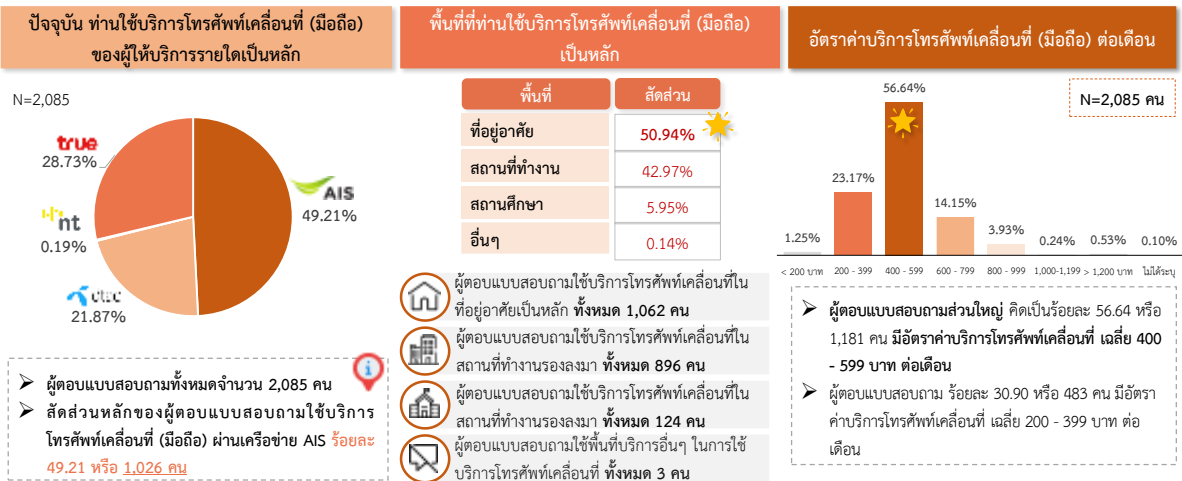 ปัจจุบัน ท่านใช้บริการโทรศัพท์เคลื่อนที่ (มือถือ)
ของผู้ให้บริการรายใดเป็นหลัก
N=2,085
true
28.73%
AIS
49.21%
nt
0.19%
dtac
21.87%
➤ ผู้ตอบแบบสอบถามทั้งหมดจำนวน 2,085 คน
➤ สัดส่วนหลักของผู้ตอบแบบสอบถามใช้บริการ
โทรศัพท์เคลื่อนที่ (มือถือ) ผ่านเครือข่าย AIS ร้อยละ
49.21 หรือ 1,026 คน
พื้นที่ที่ท่านใช้บริการโทรศัพท์เคลื่อนที่ (มือถือ)
เป็นหลัก
พื้นที่ สัดส่วน
ที่อยู่อาศัย 50.94%
สถานที่ทำงาน 42.97%
สถานศึกษา 5.95%
อื่นๆ 0.14%
ผู้ตอบแบบสอบถามใช้บริการโทรศัพท์เคลื่อนที่ใน
ที่อยู่อาศัยเป็นหลัก ทั้งหมด 1,062 คน
ผู้ตอบแบบสอบถามใช้บริการโทรศัพท์เคลื่อนที่ใน
สถานที่ทำงานรองลงมา ทั้งหมด 896 คน
ผู้ตอบแบบสอบถามใช้บริการโทรศัพท์เคลื่อนที่ใน
สถานที่ทำงานรองลงมา ทั้งหมด 124 คน
ผู้ตอบแบบสอบถามใช้พื้นที่บริการอื่นๆ ในการใช้
บริการโทรศัพท์เคลื่อนที่ ทั้งหมด 3 คน
อัตราค่าบริการโทรศัพท์เคลื่อนที่ (มือถือ) ต่อเดือน
N=2,085 คน
1.25% 23.17% 56.64% 14.15% 3.93% 0.24% 0.53% 0.10%
< 200 บาท 200 - 399 400 - 599 600 - 799 800 - 999 1,000-1,199 > 1,200 บาท ไม่ได้ระบุ
➤ ผู้ตอบแบบสอบถามส่วนใหญ่ คิดเป็นร้อยละ 56.64 หรือ
1,181 คน มีอัตราค่าบริการโทรศัพท์เคลื่อนที่ เฉลี่ย 400
- 599 บาท ต่อเดือน
➤ ผู้ตอบแบบสอบถาม ร้อยละ 30.90 หรือ 483 คน มีอัตรา
ค่าบริการโทรศัพท์เคลื่อนที่ เฉลี่ย 200 - 399 บาท ต่อ
เดือน